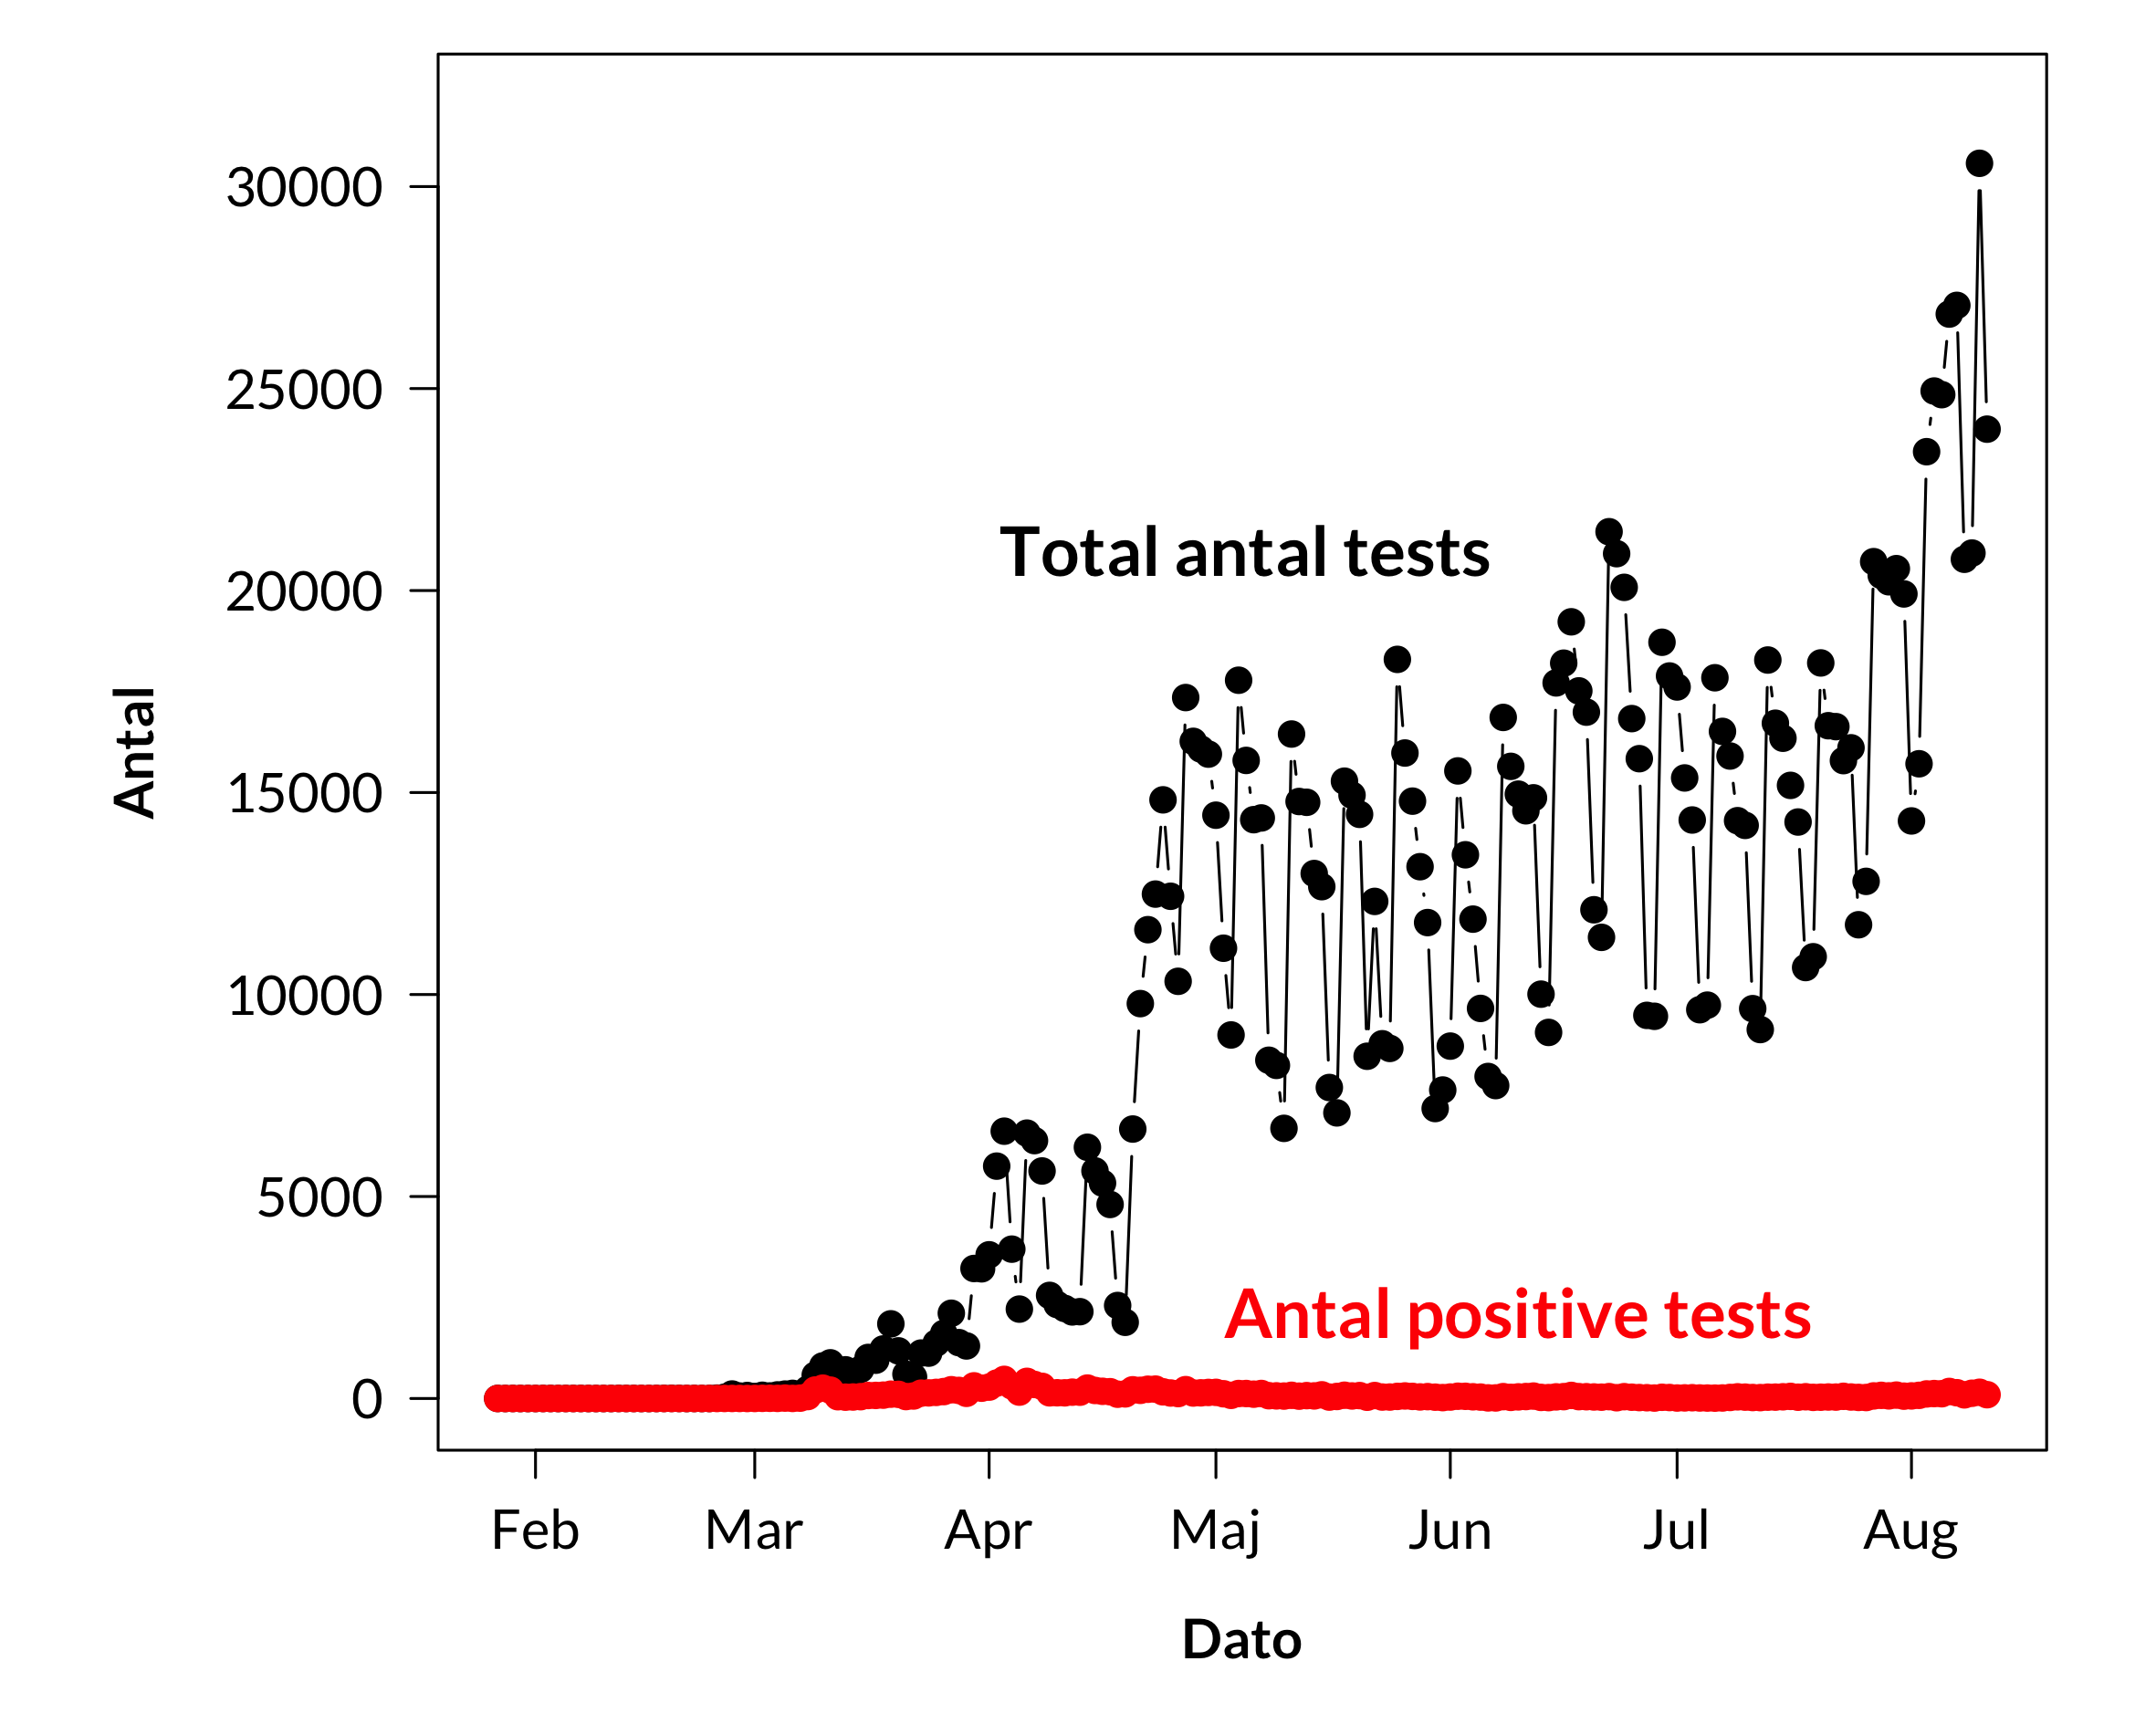 30000
25000
20000
15000
10000
5000
0
Antal
Total antal tests
Antal positive tests
Feb Mar Apr Maj Jun Jul Aug
Dato